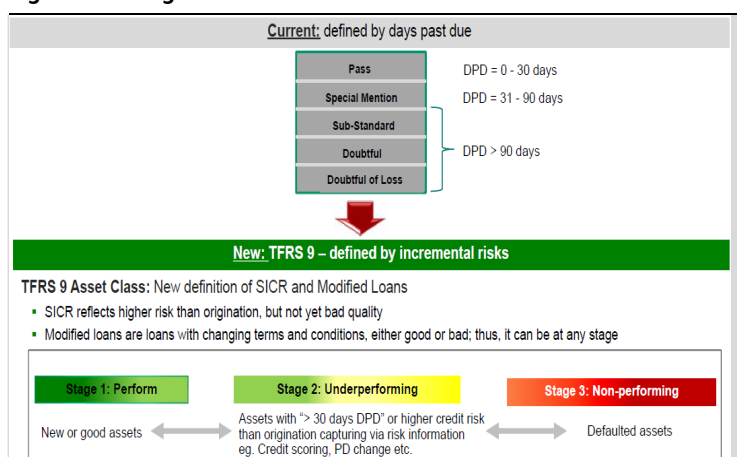 Current: defined by days past due
Pass DPD = 0 - 30 days
Special Mention DPD = 31 - 90 days
Sub-Standard
Doubtful DPD > 90 days
Doubtful of Loss
New: TFRS 9 – defined by incremental risks
TFRS 9 Asset Class: New definition of SICR and Modified Loans
▪ SICR reflects higher risk than origination, but not yet bad quality
▪ Modified loans are loans with changing terms and conditions, either good or bad; thus, it can be at any stage
Stage 1: Perform
Stage 2: Underperforming
Stage 3: Non-performing
New or good assets
Assets with “> 30 days DPD” or higher credit risk
than origination capturing via risk information
eg. Credit scoring, PD change etc.
Defaulted assets